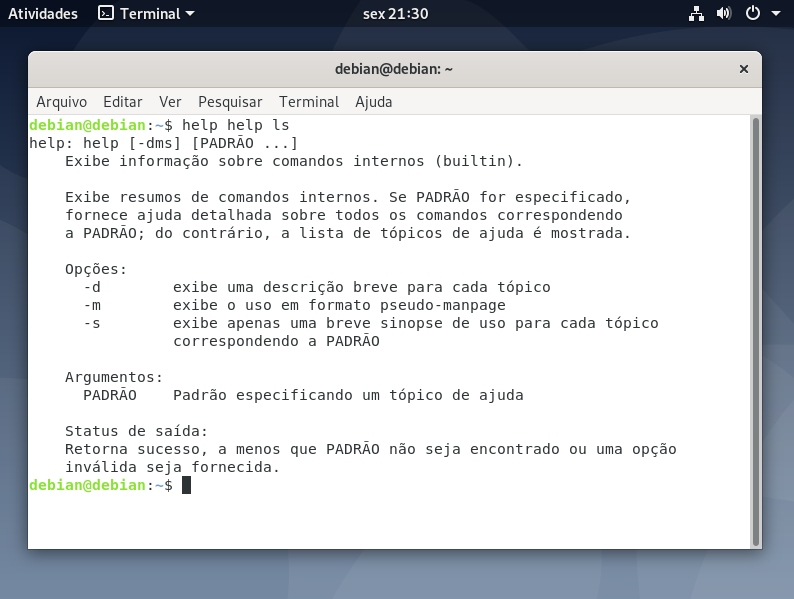 Atividades Terminal sex 21:30
debian@debian: ~
Arquivo Editar Ver Pesquisar Terminal Ajuda
debian@debian:~$ help help ls
help: help [-dms] [PADRÃO ...]
    Exibe informação sobre comandos internos (builtin).

    Exibe resumos de comandos internos. Se PADRÃO for especificado,
    fornece ajuda detalhada sobre todos os comandos correspondendo
    a PADRÃO; do contrário, a lista de tópicos de ajuda é mostrada.

    Opções:
      -d        exibe uma descrição breve para cada tópico
      -m        exibe o uso em formato pseudo-manpage
      -s        exibe apenas uma breve sinopse de uso para cada tópico
                correspondendo a PADRÃO

    Argumentos:
      PADRÃO    Padrão especificando um tópico de ajuda

    Status de saída:
    Retorna sucesso, a menos que PADRÃO não seja encontrado ou uma opção
    inválida seja fornecida.
debian@debian:~$